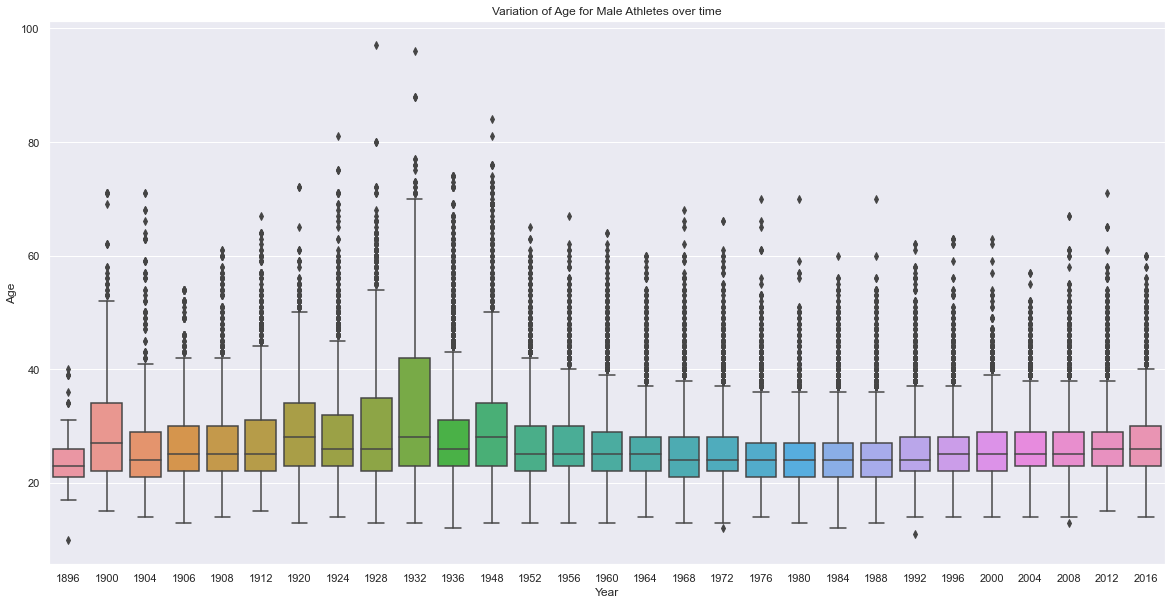 Variation of Age for Male Athletes over time
100
80
60
40
20
Age
1896 1900 1904 1906 1908 1912 1920 1924 1928 1932 1936 1948 1952 1956 1960 1964 1968 1972 1976 1980 1984 1988 1992 1996 2000 2004 2008 2012 2016
Year